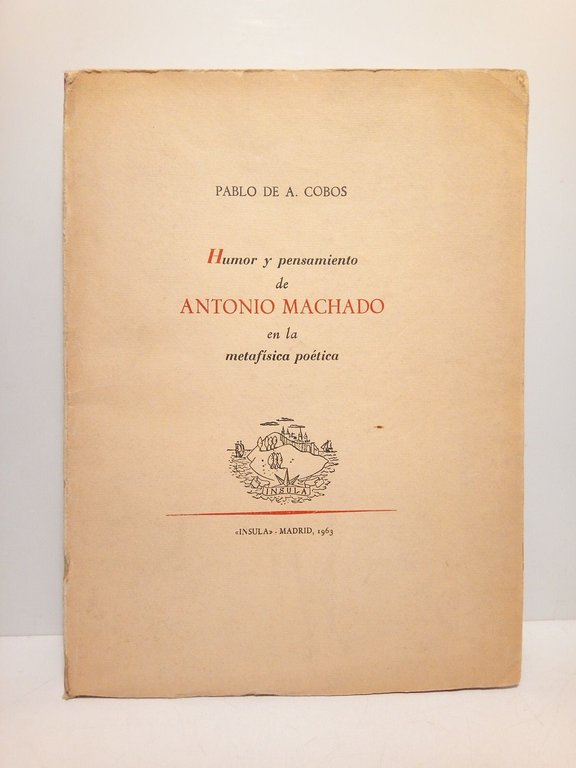 PABLO DE A. COBOS
Humor y pensamiento
de
ANTONIO MACHADO
en la
metafísica poética
INSULA
«INSULA» - MADRID, 1963